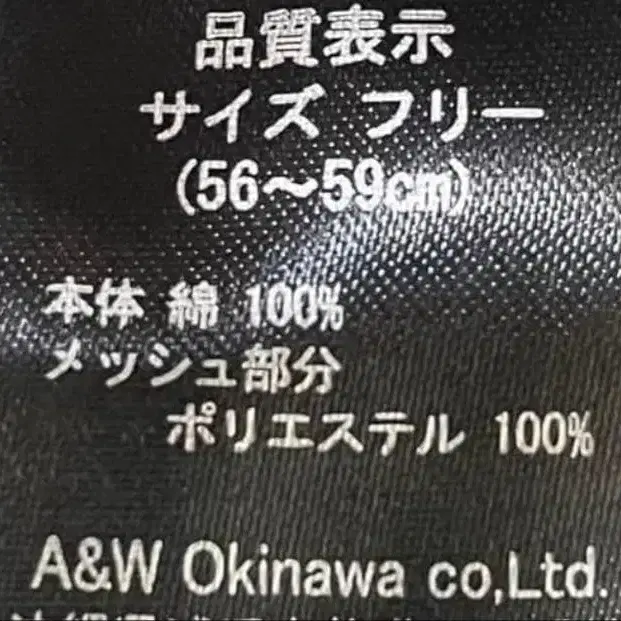 品質表示
サイズ フリー
(56～59cm)
本体 綿 100%
メッシュ部分
ポリエステル 100%
A&W Okinawa co,Ltd.